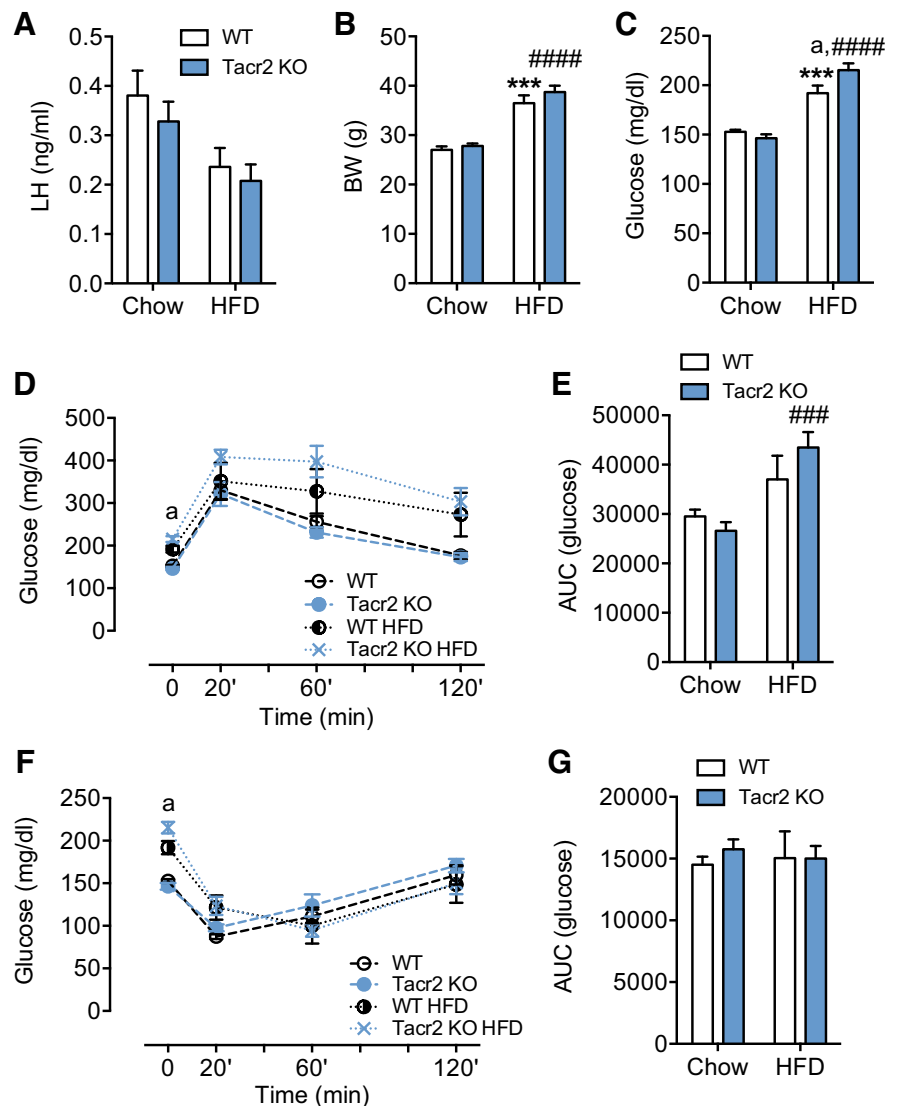 A
LH (ng/ml)
0.5
0.4
0.3
0.2
0.1
0.0
WT
Tacr2 KO
Chow HFD
B
BW (g)
50
40
30
20
10
0
***
####
Chow HFD
C
Glucose (mg/dl)
250
200
150
100
50
0
***
a,####
Chow HFD
D
Glucose (mg/dl)
500
400
300
200
100
0
a
WT
Tacr2 KO
WT HFD
Tacr2 KO HFD
0 20' 60' 120'
Time (min)
E
WT
Tacr2 KO
AUC (glucose)
50000
40000
30000
20000
10000
0
###
Chow HFD
F
Glucose (mg/dl)
250
200
150
100
50
0
a
WT
Tacr2 KO
WT HFD
Tacr2 KO HFD
0 20' 60' 120'
Time (min)
G
WT
Tacr2 KO
AUC (glucose)
20000
15000
10000
5000
0
Chow HFD